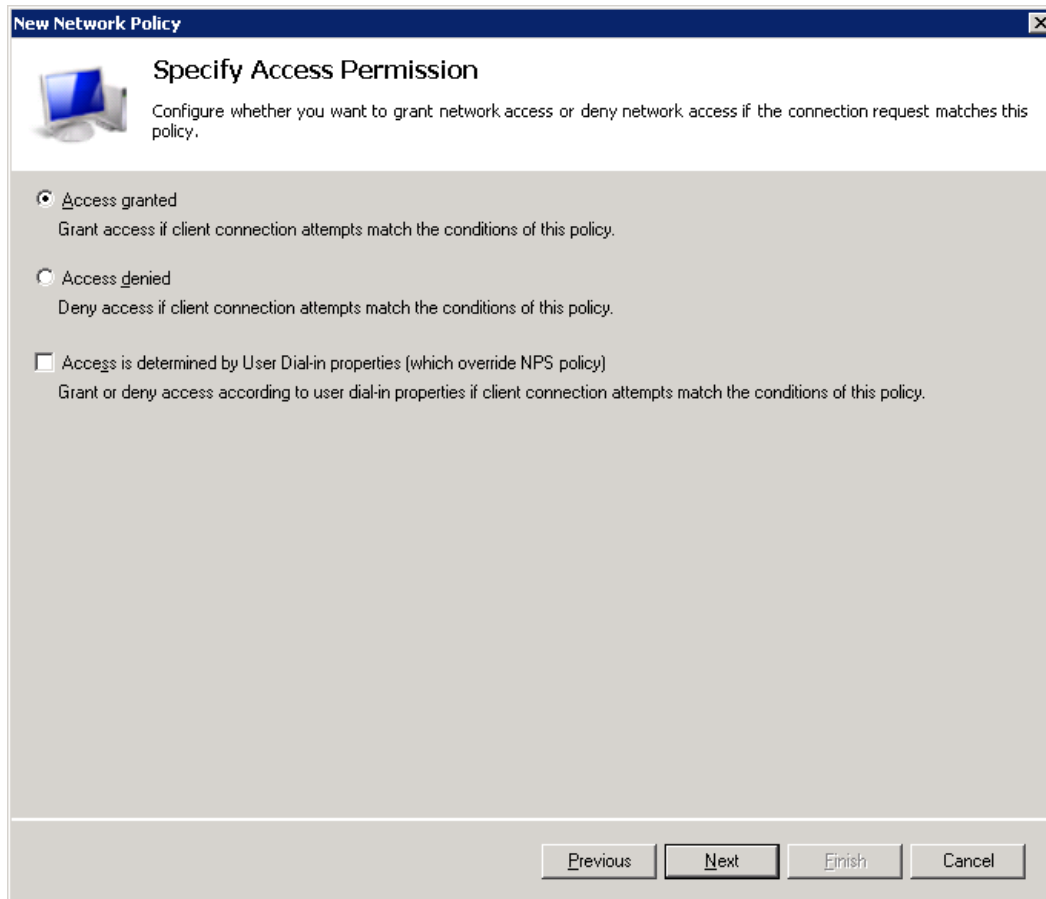 New Network Policy
Specify Access Permission
Configure whether you want to grant network access or deny network access if the connection request matches this
policy.
Access granted
Grant access if client connection attempts match the conditions of this policy.
Access denied
Deny access if client connection attempts match the conditions of this policy.
Access is determined by User Dial-in properties (which override NPS policy)
Grant or deny access according to user dial-in properties if client connection attempts match the conditions of this policy.
Previous Next Finish Cancel